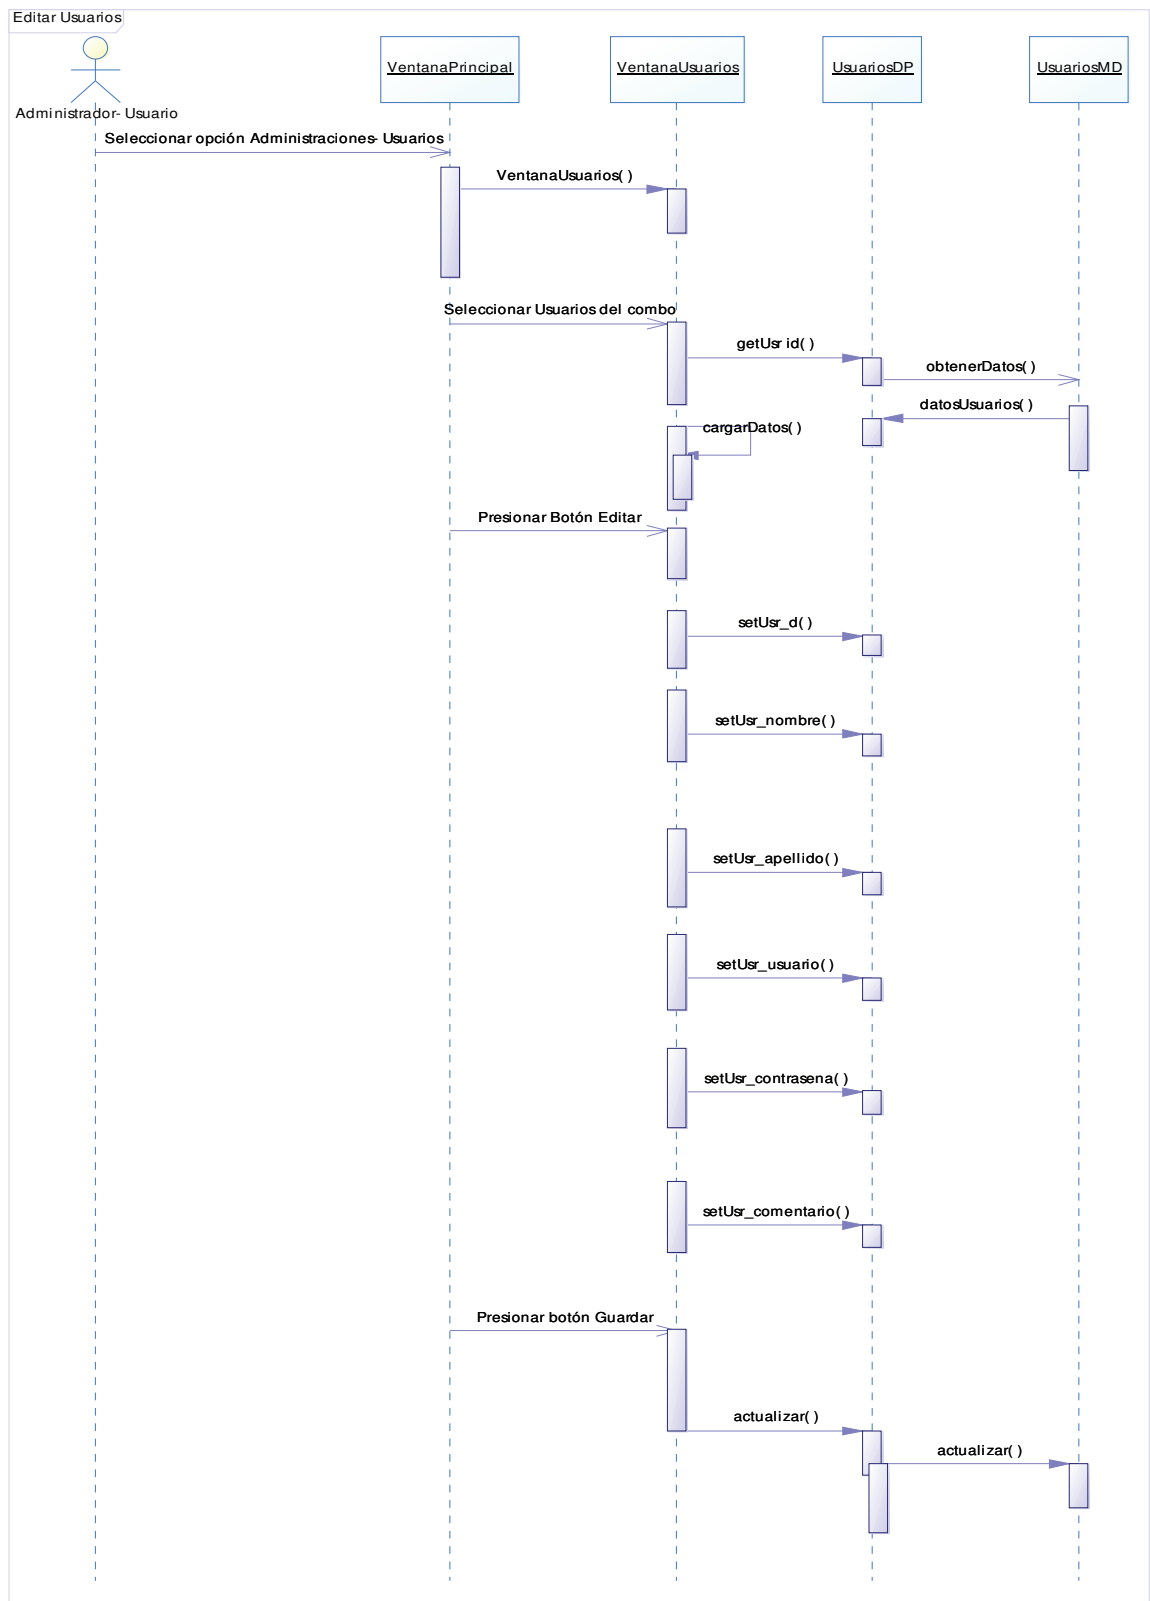 Editar Usuarios
VentanaPrincipal
VentanaUsuarios
UsuariosDP
UsuariosMD
Administrador- Usuario
Seleccionar opción Administraciones- Usuarios
VentanaUsuarios( )
Seleccionar Usuarios del combo
getUsr id( )
obtenerDatos( )
datosUsuarios( )
cargarDatos( )
Presionar Botón Editar
setUsr_d( )
setUsr_nombre( )
setUsr_apellido( )
setUsr_usuario( )
setUsr_contrasena( )
setUsr_comentario( )
Presionar botón Guardar
actualizar( )
actualizar( )